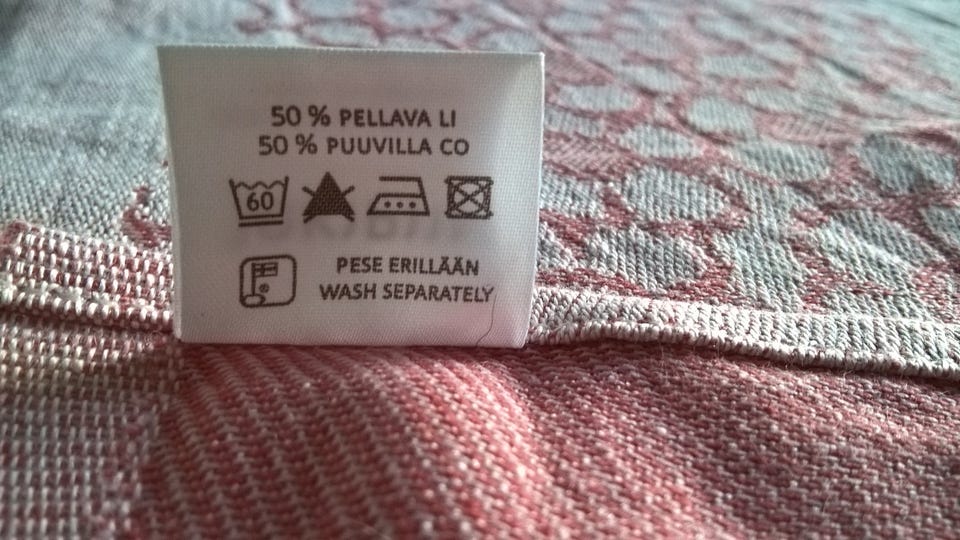 50 % PELLAVA LI
50 % PUUVILLA CO
60
PESE ERILLÄÄN
WASH SEPARATELY